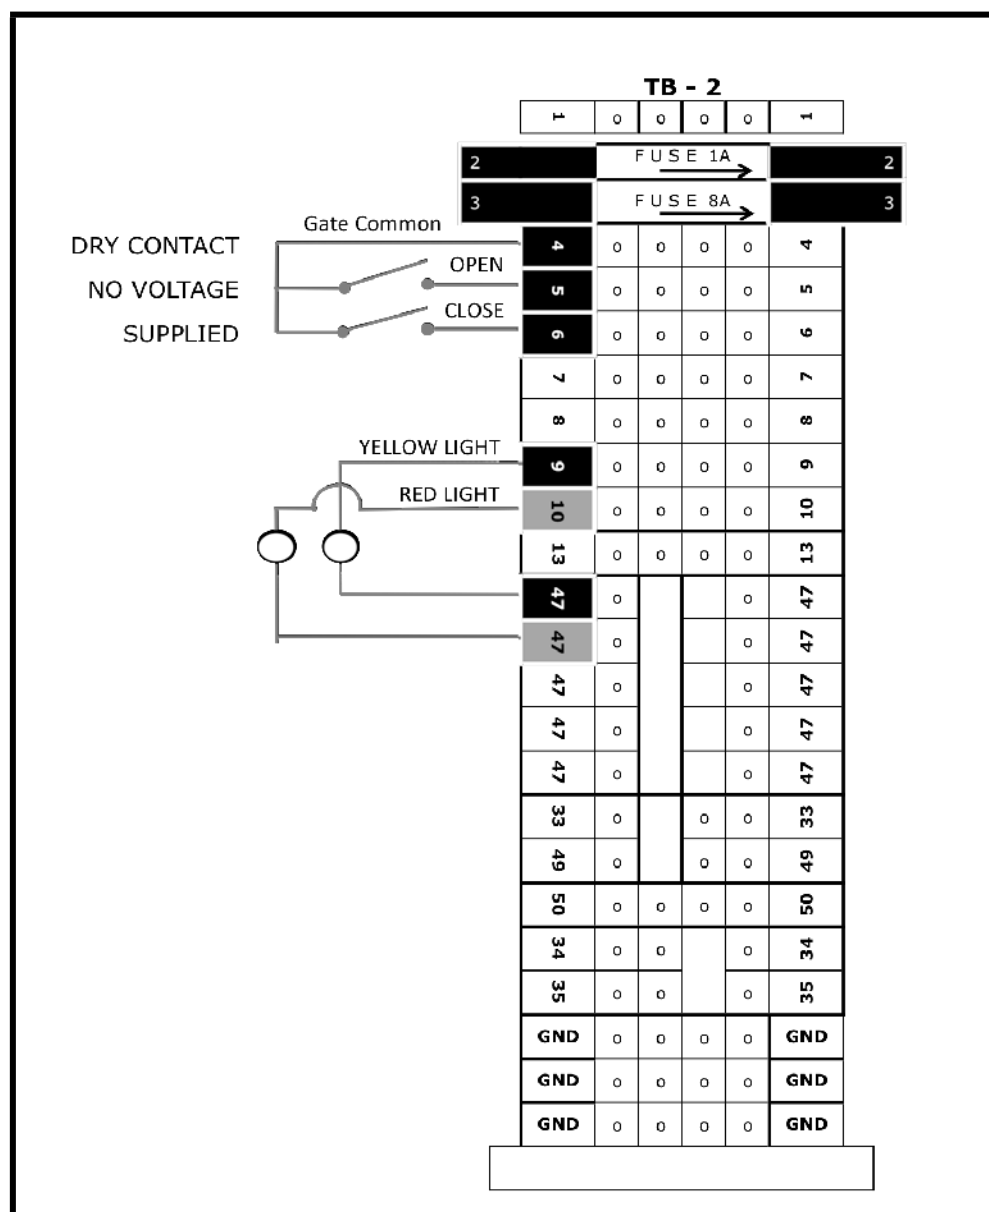 TB - 2
1 o o o o 1
2 FUSE 1A 2
3 FUSE 8A 3
Gate Common
DRY CONTACT 4 o o o o 4
OPEN
NO VOLTAGE 5 o o o o 5
CLOSE
SUPPLIED 6 o o o o 6
7 o o o o 7
8 o o o o 8
YELLOW LIGHT 9 o o o o 9
RED LIGHT 10 o o o o 10
13 o o o o 13
47 o o 47
47 o o 47
47 o o 47
47 o o 47
47 o o 47
33 o o o 33
49 o o o 49
50 o o o o 50
34 o o o 34
35 o o o 35
GND o o o o GND
GND o o o o GND
GND o o o o GND